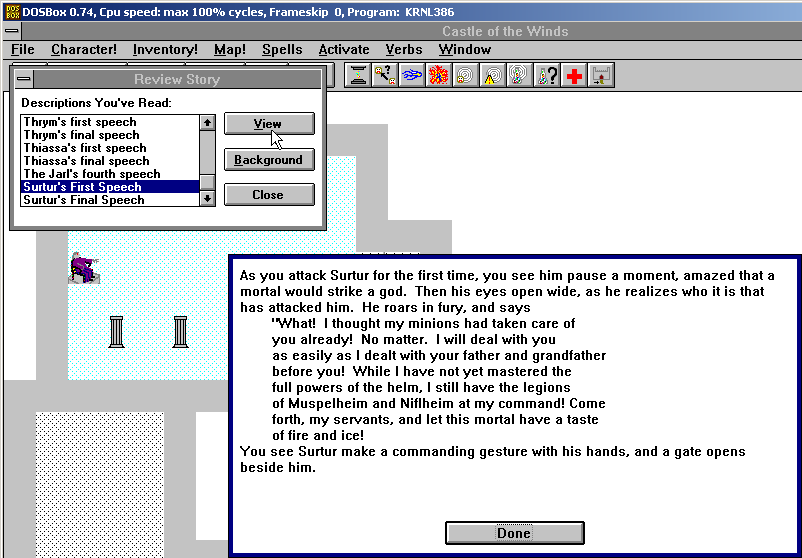 DOS
BOX
DOSBox 0.74, Cpu speed: max 100% cycles, Frameskip 0, Program: KRNL386
Castle of the Winds
File Character! Inventory! Map! Spells Activate Verbs Window
Review Story
Descriptions You've Read:
Thrym's first speech
Thrym's final speech
Thiassa's first speech
Thiassa's final speech
The Jarl's fourth speech
Surtur's First Speech
Surtur's Final Speech
View
Background
Close
As you attack Surtur for the first time, you see him pause a moment, amazed that a
mortal would strike a god. Then his eyes open wide, as he realizes who it is that
has attacked him. He roars in fury, and says
"What! I thought my minions had taken care of
you already! No matter. I will deal with you
as easily as I dealt with your father and grandfather
before you! While I have not yet mastered the
full powers of the helm, I still have the legions
of Muspelheim and Niflheim at my command! Come
forth, my servants, and let this mortal have a taste
of fire and ice!
You see Surtur make a commanding gesture with his hands, and a gate opens
beside him.
Done